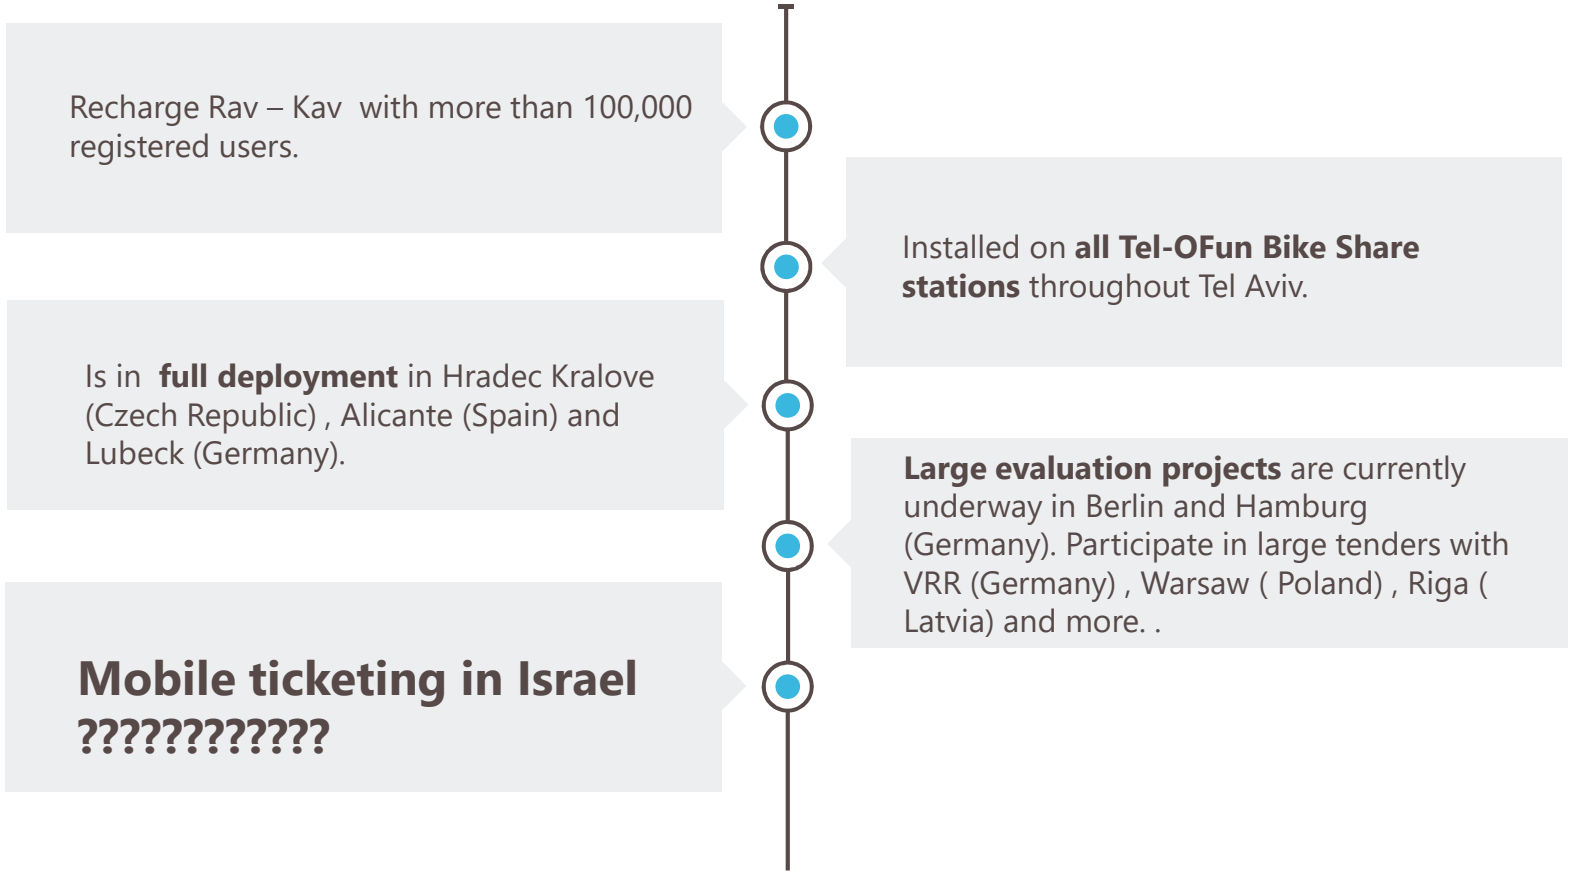 Recharge Rav – Kav  with more than 100,000
registered users.
Installed on all Tel-OFun Bike Share
stations throughout Tel Aviv.
Is in  full deployment in Hradec Kralove
(Czech Republic) , Alicante (Spain) and
Lubeck (Germany).
Large evaluation projects are currently
underway in Berlin and Hamburg
(Germany). Participate in large tenders with
VRR (Germany) , Warsaw ( Poland) , Riga (
Latvia) and more. .
Mobile ticketing in Israel
????????????